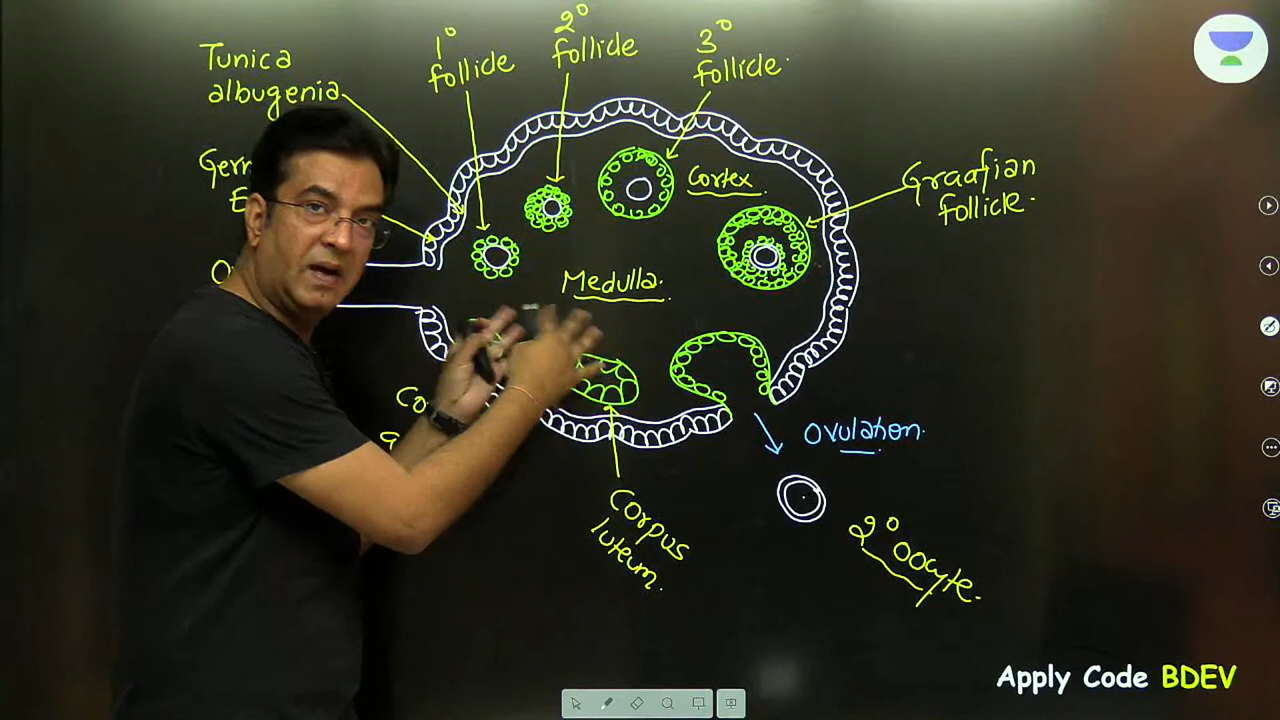 Tunica
albugenia
1° follicle
2° follicle
3° follicle.
Cortex
Graafian
follicle.
Medulla.
Ovulation.
Corpus
luteum.
2° oocyte.
Apply Code BDEV